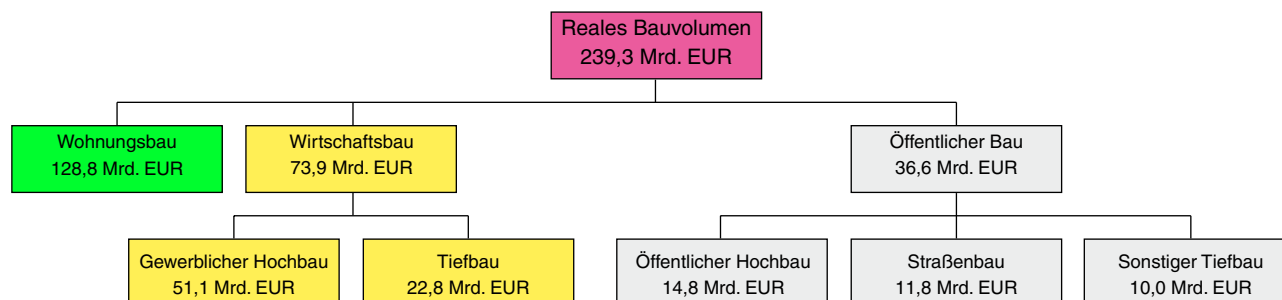 Reales Bauvolumen
239,3 Mrd. EUR
Wohnungsbau
128,8 Mrd. EUR
Wirtschaftsbau
73,9 Mrd. EUR
Öffentlicher Bau
36,6 Mrd. EUR
Gewerblicher Hochbau
51,1 Mrd. EUR
Tiefbau
22,8 Mrd. EUR
Öffentlicher Hochbau
14,8 Mrd. EUR
Straßenbau
11,8 Mrd. EUR
Sonstiger Tiefbau
10,0 Mrd. EUR